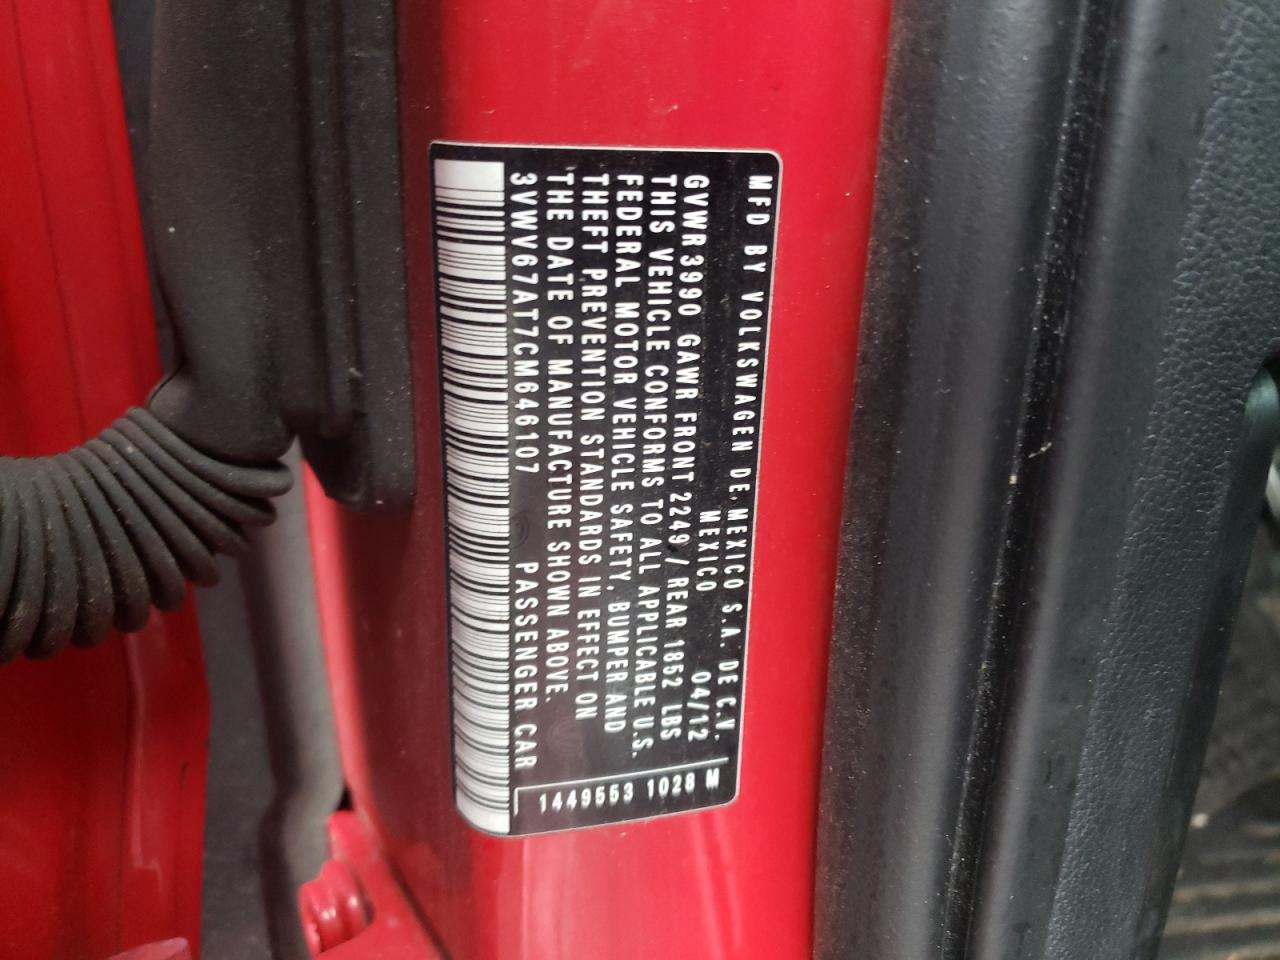 MFD BY VOLKSWAGEN DE MEXICO S.A. DE C.V.
MEXICO 04/12
GVWR 3990 GAWR FRONT 2249 / REAR 1852 LBS
THIS VEHICLE CONFORMS TO ALL APPLICABLE U.S.
FEDERAL MOTOR VEHICLE SAFETY, BUMPER AND
THEFT PREVENTION STANDARDS IN EFFECT ON
THE DATE OF MANUFACTURE SHOWN ABOVE.
3VWV67AT7CM646107 PASSENGER CAR
1449553 1028 M